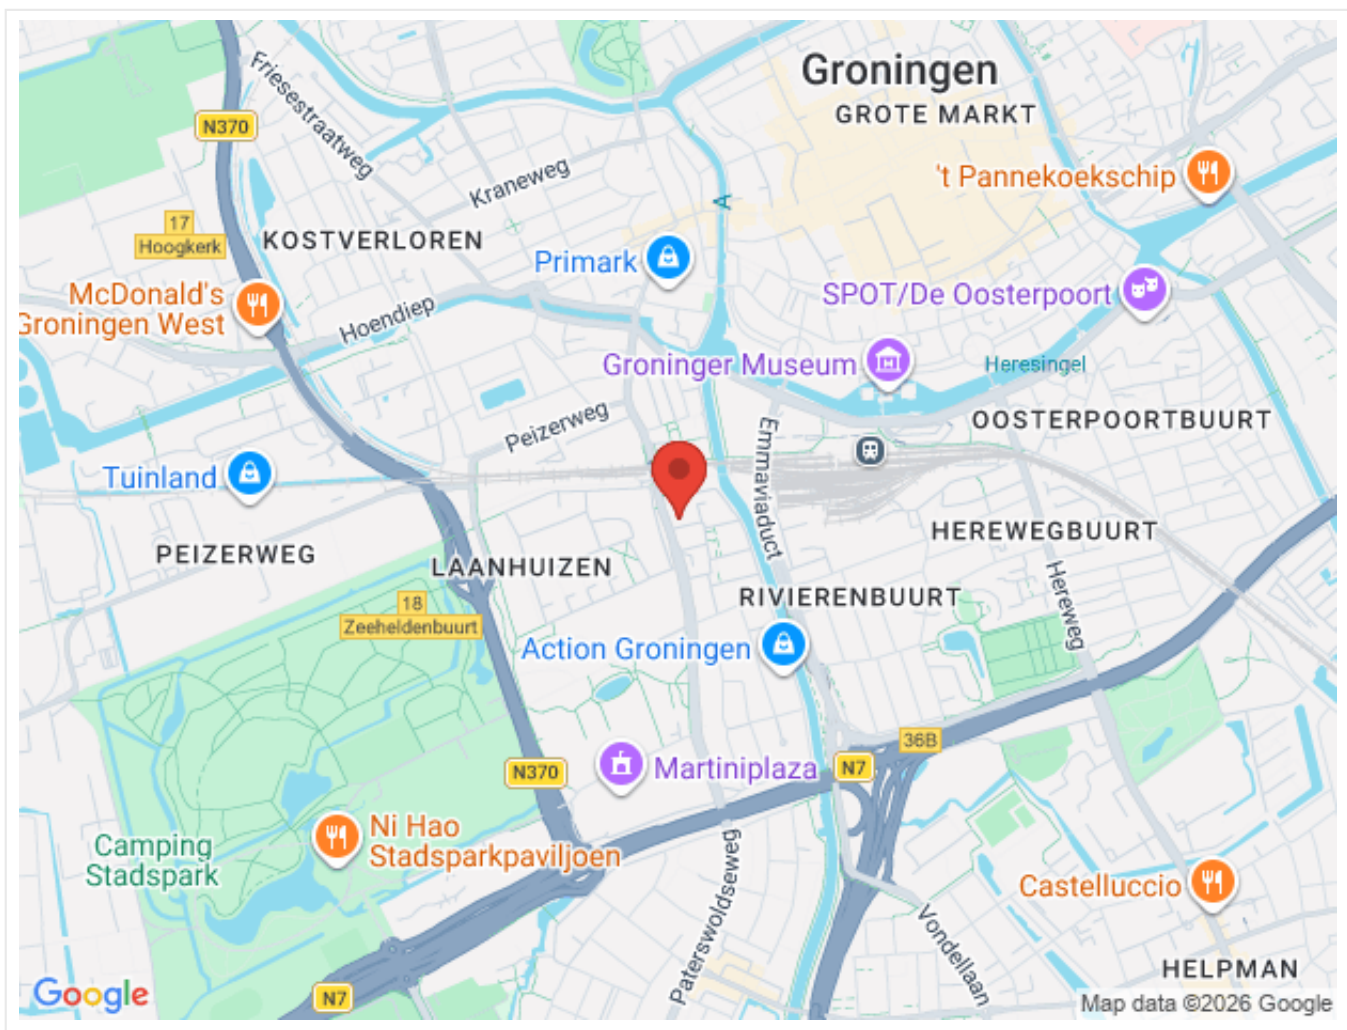 Groningen
GROTE MARKT
Friesestraatweg
N370
Kraneweg
't Pannekoekschip
A
17
Hoogkerk
KOSTVERLOREN
Primark
McDonald's
Groningen West
Hoendiep
SPOT/De Oosterpoort
Groninger Museum
Heresingel
Peizerweg
Emmaviaduct
OOSTERPOORTBUURT
Tuinland
PEIZERWEG
LAANHUIZEN
HEREWEGBUURT
Hereweg
18
Zeeheldenbuurt
RIVIERENBUURT
Action Groningen
36B
N370
Martiniplaza
N7
Ni Hao
Stadsparkpaviljoen
Camping
Stadspark
Paterswoldseweg
Castelluccio
Vondellaan
HELPMAN
Google
N7
Map data ©2026 Google